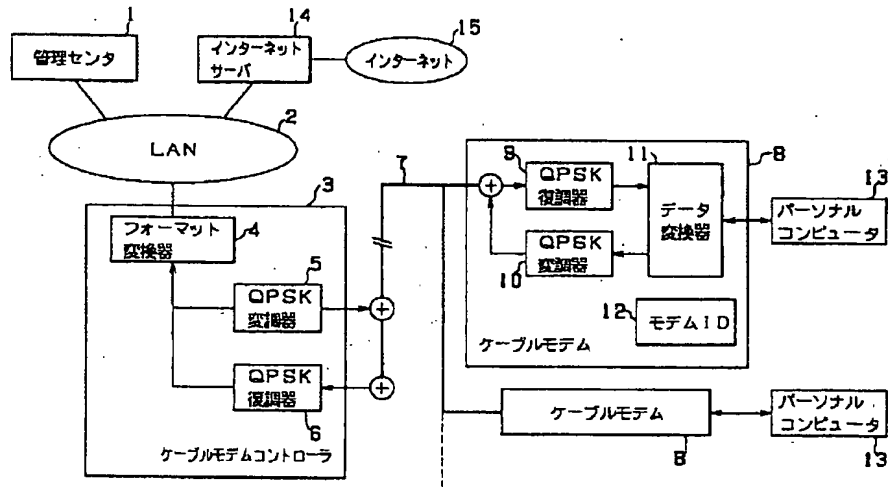 1
管理センタ
14
インターネット
サーバ
15
インターネット
2
LAN
3
フォーマット
変換器
4
5
QPSK
変調器
QPSK
復調器
6
ケーブルモデムコントローラ
7
8
9
QPSK
復調器
11
データ
変換器
QPSK
変調器
10
12
モデムID
ケーブルモデム
13
パーソナル
コンピュータ
ケーブルモデム
8
パーソナル
コンピュータ
13